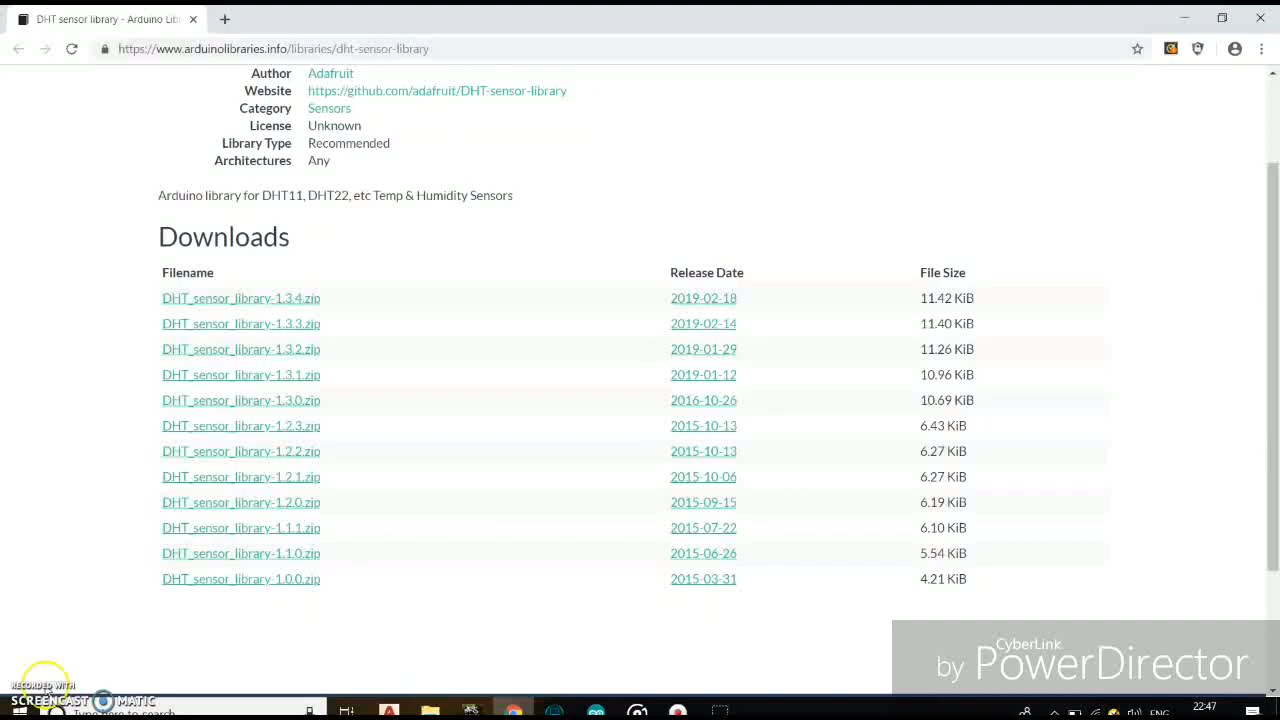 DHT sensor library - Arduino Lib
https://www.arduinolibraries.info/libraries/dht-sensor-library
Author Adafruit
Website https://github.com/adafruit/DHT-sensor-library
Category Sensors
License Unknown
Library Type Recommended
Architectures Any
Arduino library for DHT11, DHT22, etc Temp & Humidity Sensors
Downloads
Filename Release Date File Size
DHT_sensor_library-1.3.4.zip 2019-02-18 11.42 KiB
DHT_sensor_library-1.3.3.zip 2019-02-14 11.40 KiB
DHT_sensor_library-1.3.2.zip 2019-01-29 11.26 KiB
DHT_sensor_library-1.3.1.zip 2019-01-12 10.96 KiB
DHT_sensor_library-1.3.0.zip 2016-10-26 10.69 KiB
DHT_sensor_library-1.2.3.zip 2015-10-13 6.43 KiB
DHT_sensor_library-1.2.2.zip 2015-10-13 6.27 KiB
DHT_sensor_library-1.2.1.zip 2015-10-06 6.27 KiB
DHT_sensor_library-1.2.0.zip 2015-09-15 6.19 KiB
DHT_sensor_library-1.1.1.zip 2015-07-22 6.10 KiB
DHT_sensor_library-1.1.0.zip 2015-06-26 5.54 KiB
DHT_sensor_library-1.0.0.zip 2015-03-31 4.21 KiB
CyberLink
by PowerDirector
RECORDED WITH
SCREENCAST MATIC
Type here to search
ENG
22:47